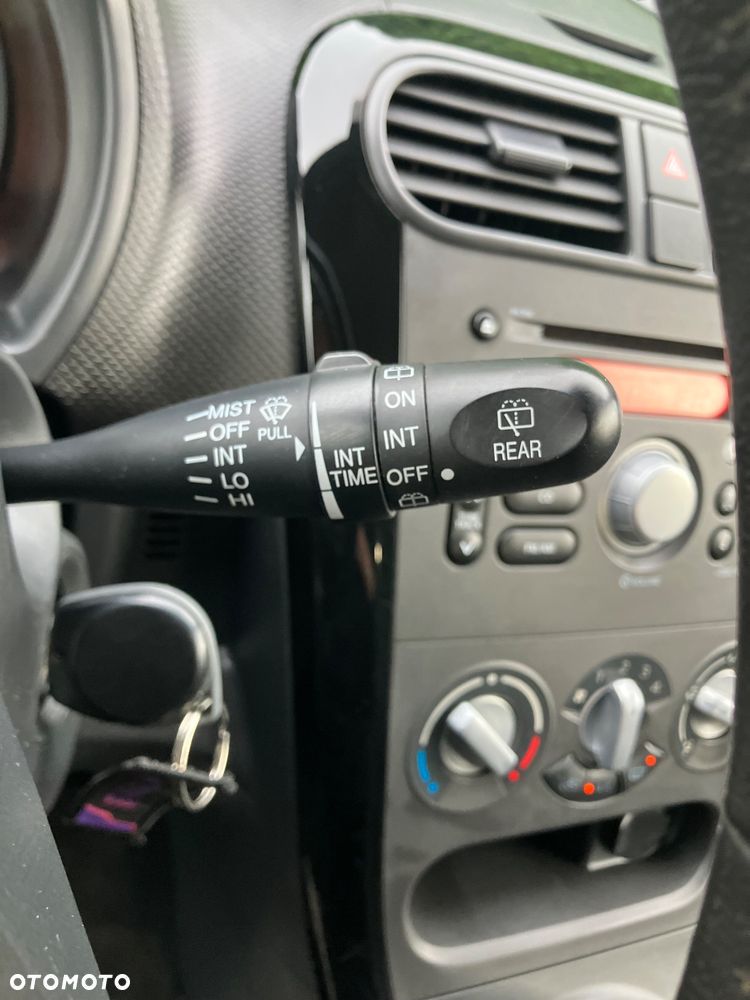 MIST
OFF
INT
LO
HI
PULL
INT
TIME
ON
INT
OFF
REAR
OTOMOTO